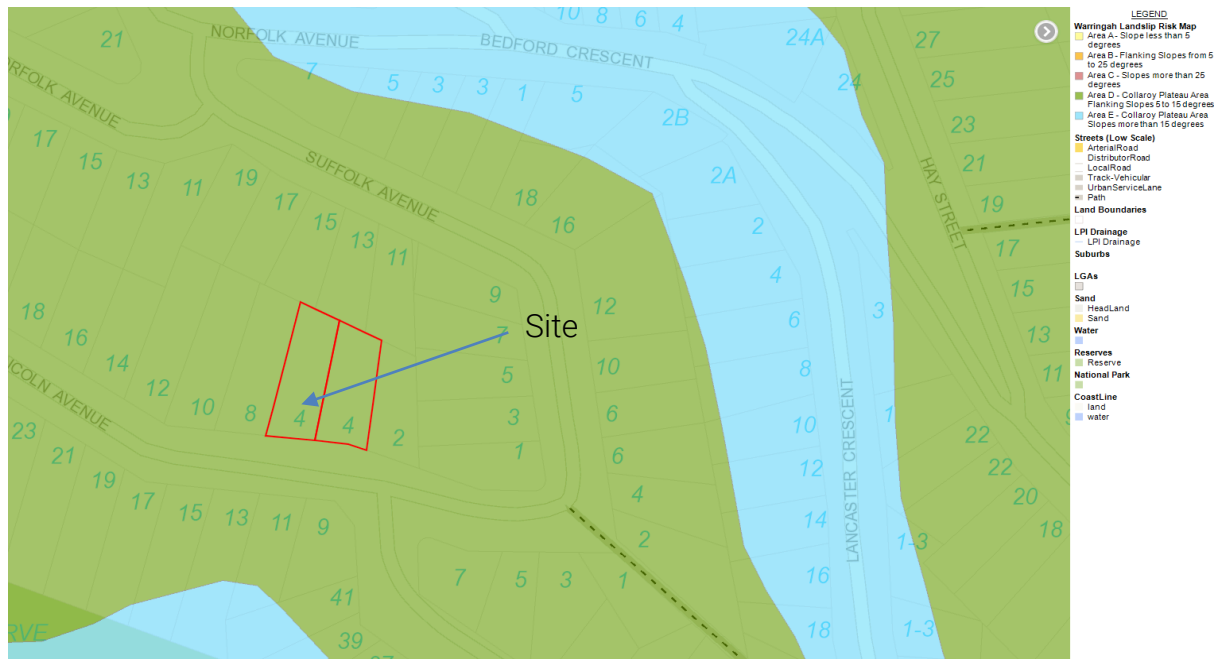 10 8 6 4
21
NORFOLK AVENUE
BEDFORD CRESCENT
24A
27
7
5 3 3 1 5
24
25
NORFOLK AVENUE
2B
23
17
15
13
11
19
17
15
13
11
SUFFOLK AVENUE
18
16
2A
21
HAY STREET
19
17
2
4
15
9
7
12
6
3
13
Site
18
16
14
12
10
8
4
4
2
5
3
1
10
6
6
4
2
8
11
LINCOLN AVENUE
23
21
19
17
15
13
11
9
10
12
14
16
18
LANCASTER CRESCENT
1
1-3
1-3
22
22
20
18
7
5
3
1
41
39
LEGEND
Warringah Landslip Risk Map
Area A - Slope less than 5
degrees
Area B - Flanking Slopes from 5
to 25 degrees
Area C - Slopes more than 25
degrees
Area D - Collaroy Plateau Area
Flanking Slopes 5 to 15 degrees
Area E - Collaroy Plateau Area
Slopes more than 15 degrees
Streets (Low Scale)
ArterialRoad
DistributorRoad
LocalRoad
Track-Vehicular
UrbanServiceLane
Path
Land Boundaries
LPI Drainage
LPI Drainage
Suburbs
LGAs
Sand
HeadLand
Sand
Water
Reserves
Reserve
National Park
CoastLine
land
water